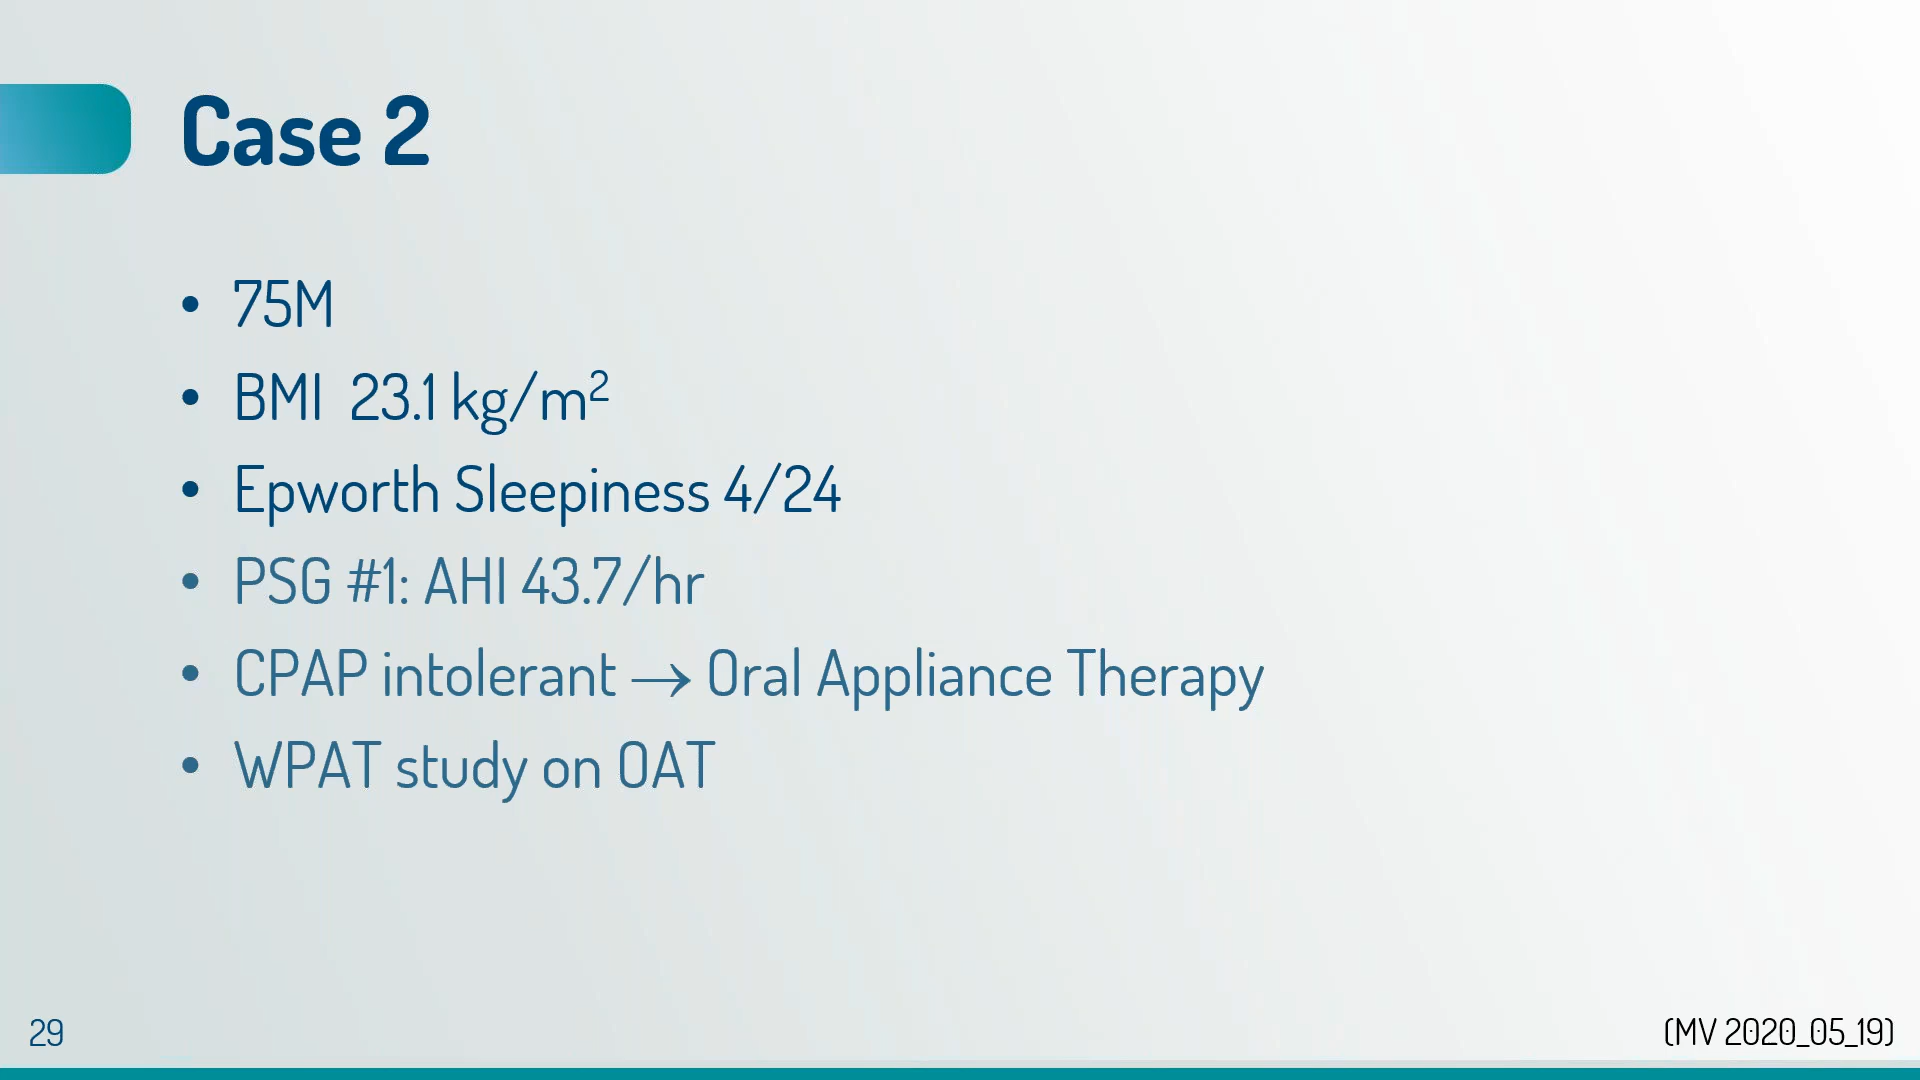 Case 2
• 75M
• BMI  23.1 kg/m²
• Epworth Sleepiness 4/24
• PSG #1: AHI 43.7/hr
• CPAP intolerant → Oral Appliance Therapy
• WPAT study on OAT
29
(MV 2020_05_19)